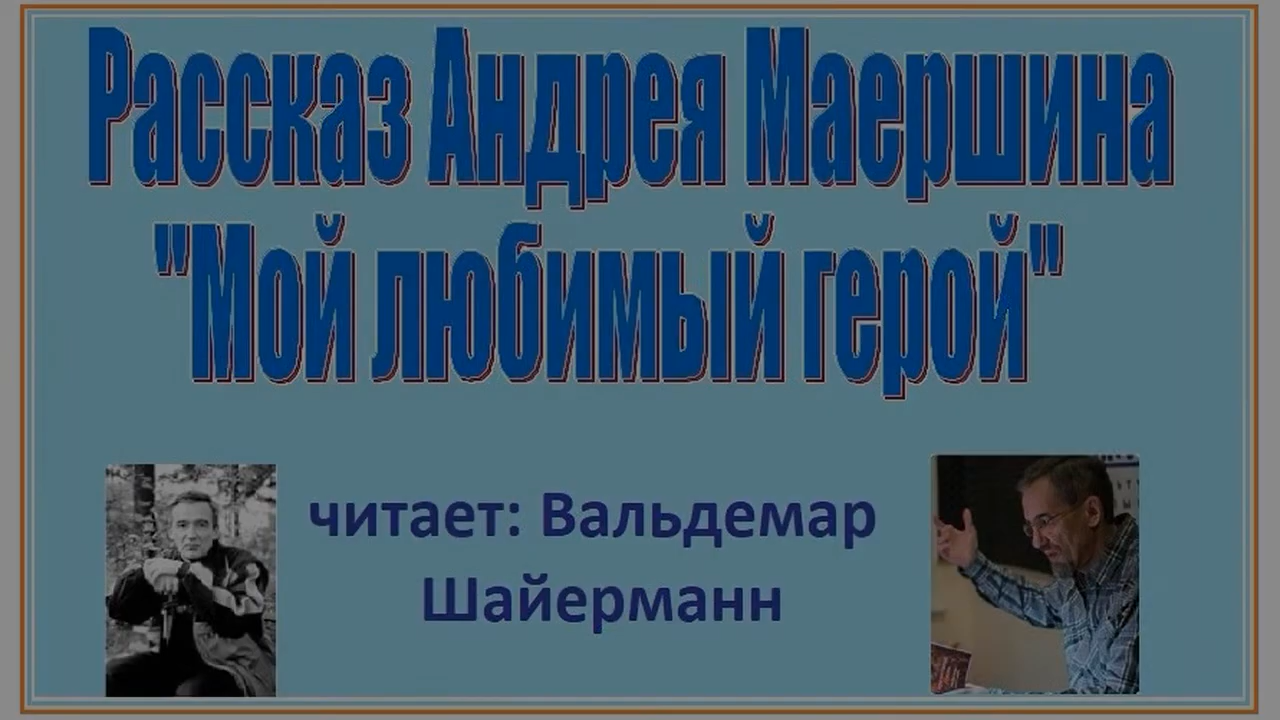 Рассказ Андрея Маершина
"Мой любимый герой"
читает: Вальдемар
Шайерманн